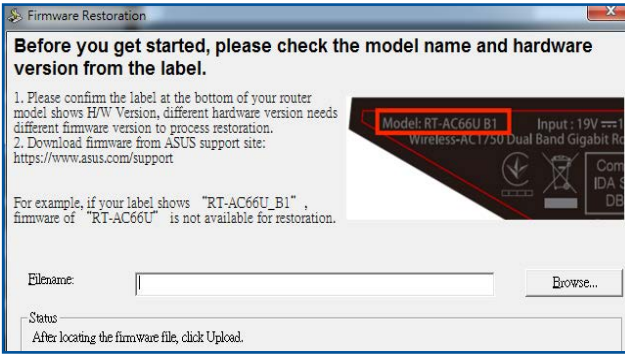 Firmware Restoration
Before you get started, please check the model name and hardware
version from the label.
1. Please confirm the label at the bottom of your router
model shows H/W Version, different hardware version needs
different firmware version to process restoration.
2. Download firmware from ASUS support site:
https://www.asus.com/support
For example, if your label shows “RT-AC66U_B1”,
firmware of “RT-AC66U” is not available for restoration.
Model: RT-AC66U B1 Input : 19V
Wireless-AC1750 Dual Band Gigabit
IDA
DB
Filename:
Browse...
Status
After locating the firmware file, click Upload.